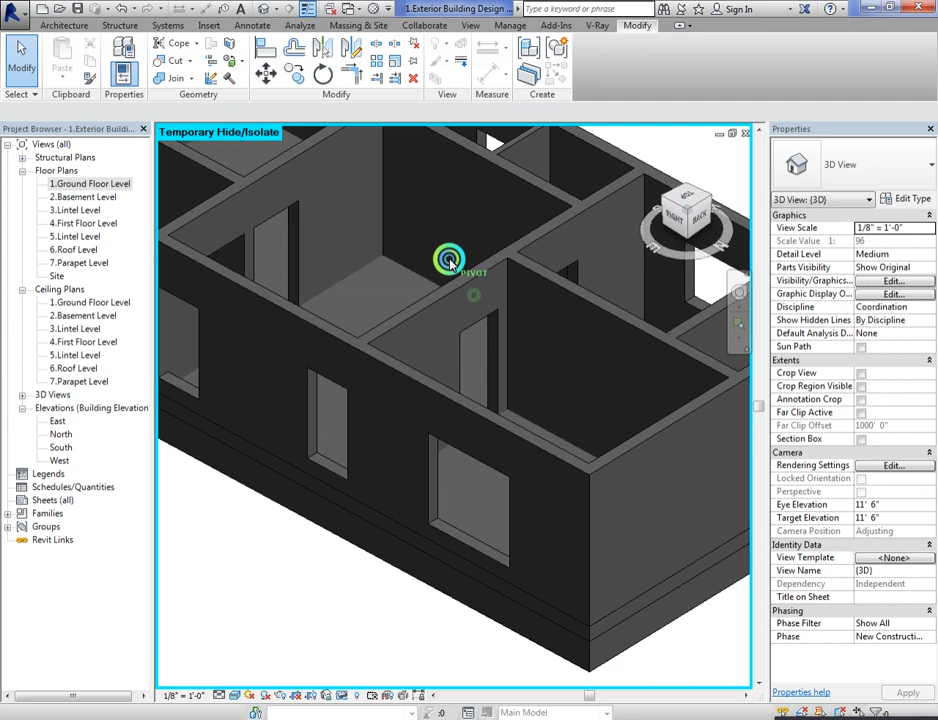 1.Exterior Building Design ...
Type a keyword or phrase
Sign In
Architecture Structure Systems Insert Annotate Analyze Massing & Site Collaborate View Manage Add-Ins V-Ray Modify
Modify
Paste
Cope
Cut
Join
Select Clipboard Properties Geometry Modify View Measure Create
Project Browser - 1.Exterior Buildi...
Views (all)
Structural Plans
Floor Plans
1.Ground Floor Level
2.Basement Level
3.Lintel Level
4.First Floor Level
5.Lintel Level
6.Roof Level
7.Parapet Level
Site
Ceiling Plans
1.Ground Floor Level
2.Basement Level
3.Lintel Level
4.First Floor Level
5.Lintel Level
6.Roof Level
7.Parapet Level
3D Views
Elevations (Building Elevation
East
North
South
West
Legends
Schedules/Quantities
Sheets (all)
Families
Groups
Revit Links
Temporary Hide/Isolate
TOP
RIGHT
BACK
PIVOT
Properties
3D View
3D View: {3D} Edit Type
Graphics
View Scale 1/8" = 1'-0"
Scale Value 1: 96
Detail Level Medium
Parts Visibility Show Original
Visibility/Graphics... Edit...
Graphic Display O... Edit...
Discipline Coordination
Show Hidden Lines By Discipline
Default Analysis D... None
Sun Path
Extents
Crop View
Crop Region Visible
Annotation Crop
Far Clip Active
Far Clip Offset 1000' 0"
Section Box
Camera
Rendering Settings Edit...
Locked Orientation
Perspective
Eye Elevation 11' 6"
Target Elevation 11' 6"
Camera Position Adjusting
Identity Data
View Template <None>
View Name {3D}
Dependency Independent
Title on Sheet
Phasing
Phase Filter Show All
Phase New Constructi...
Properties help Apply
1/8" = 1'-0"
:0 Main Model